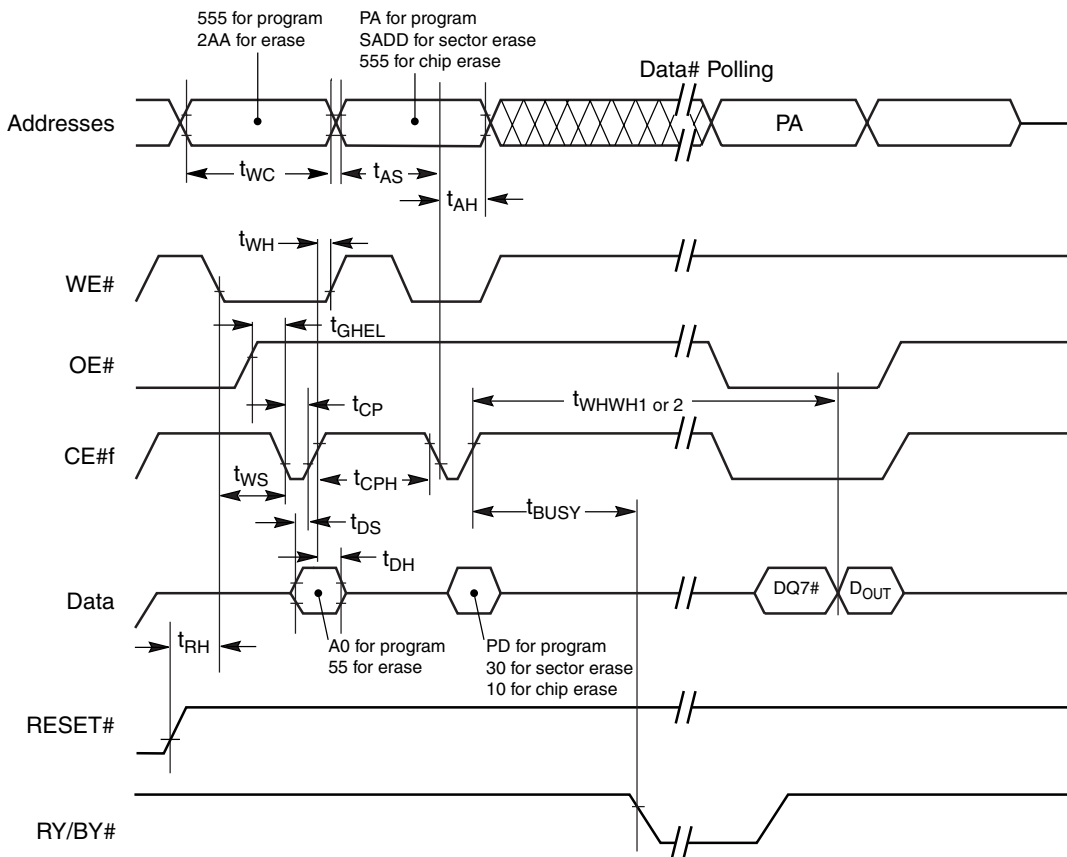 555 for program
2AA for erase
PA for program
SADD for sector erase
555 for chip erase
Data# Polling
Addresses
PA
tWC
tAS
tAH
tWH
WE#
tGHEL
OE#
tCP
tWHWH1 or 2
CE#f
tWS
tCPH
tBUSY
tDS
tDH
Data
DQ7#
DOUT
tRH
A0 for program
55 for erase
PD for program
30 for sector erase
10 for chip erase
RESET#
RY/BY#